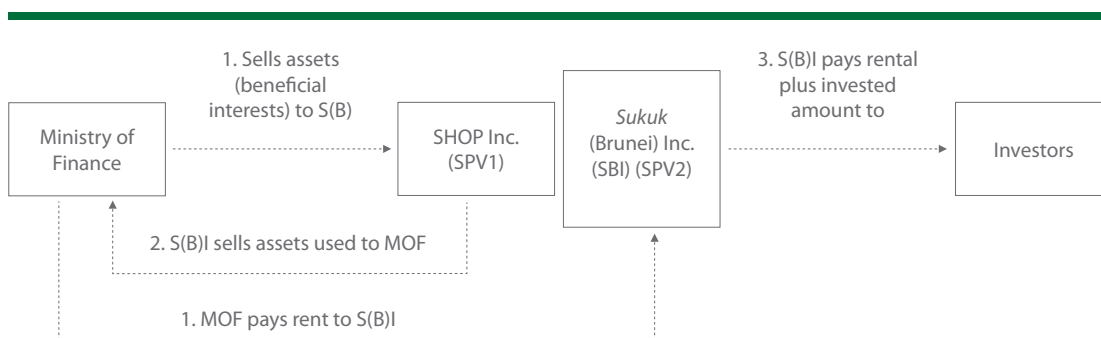 1. Sells assets
(beneficial
interests) to S(B)
3. S(B)I pays rental
plus invested
amount to
Ministry of
Finance
SHOP Inc.
(SPV1)
Sukuk
(Brunei) Inc.
(SBI) (SPV2)
Investors
2. S(B)I sells assets used to MOF
1. MOF pays rent to S(B)I